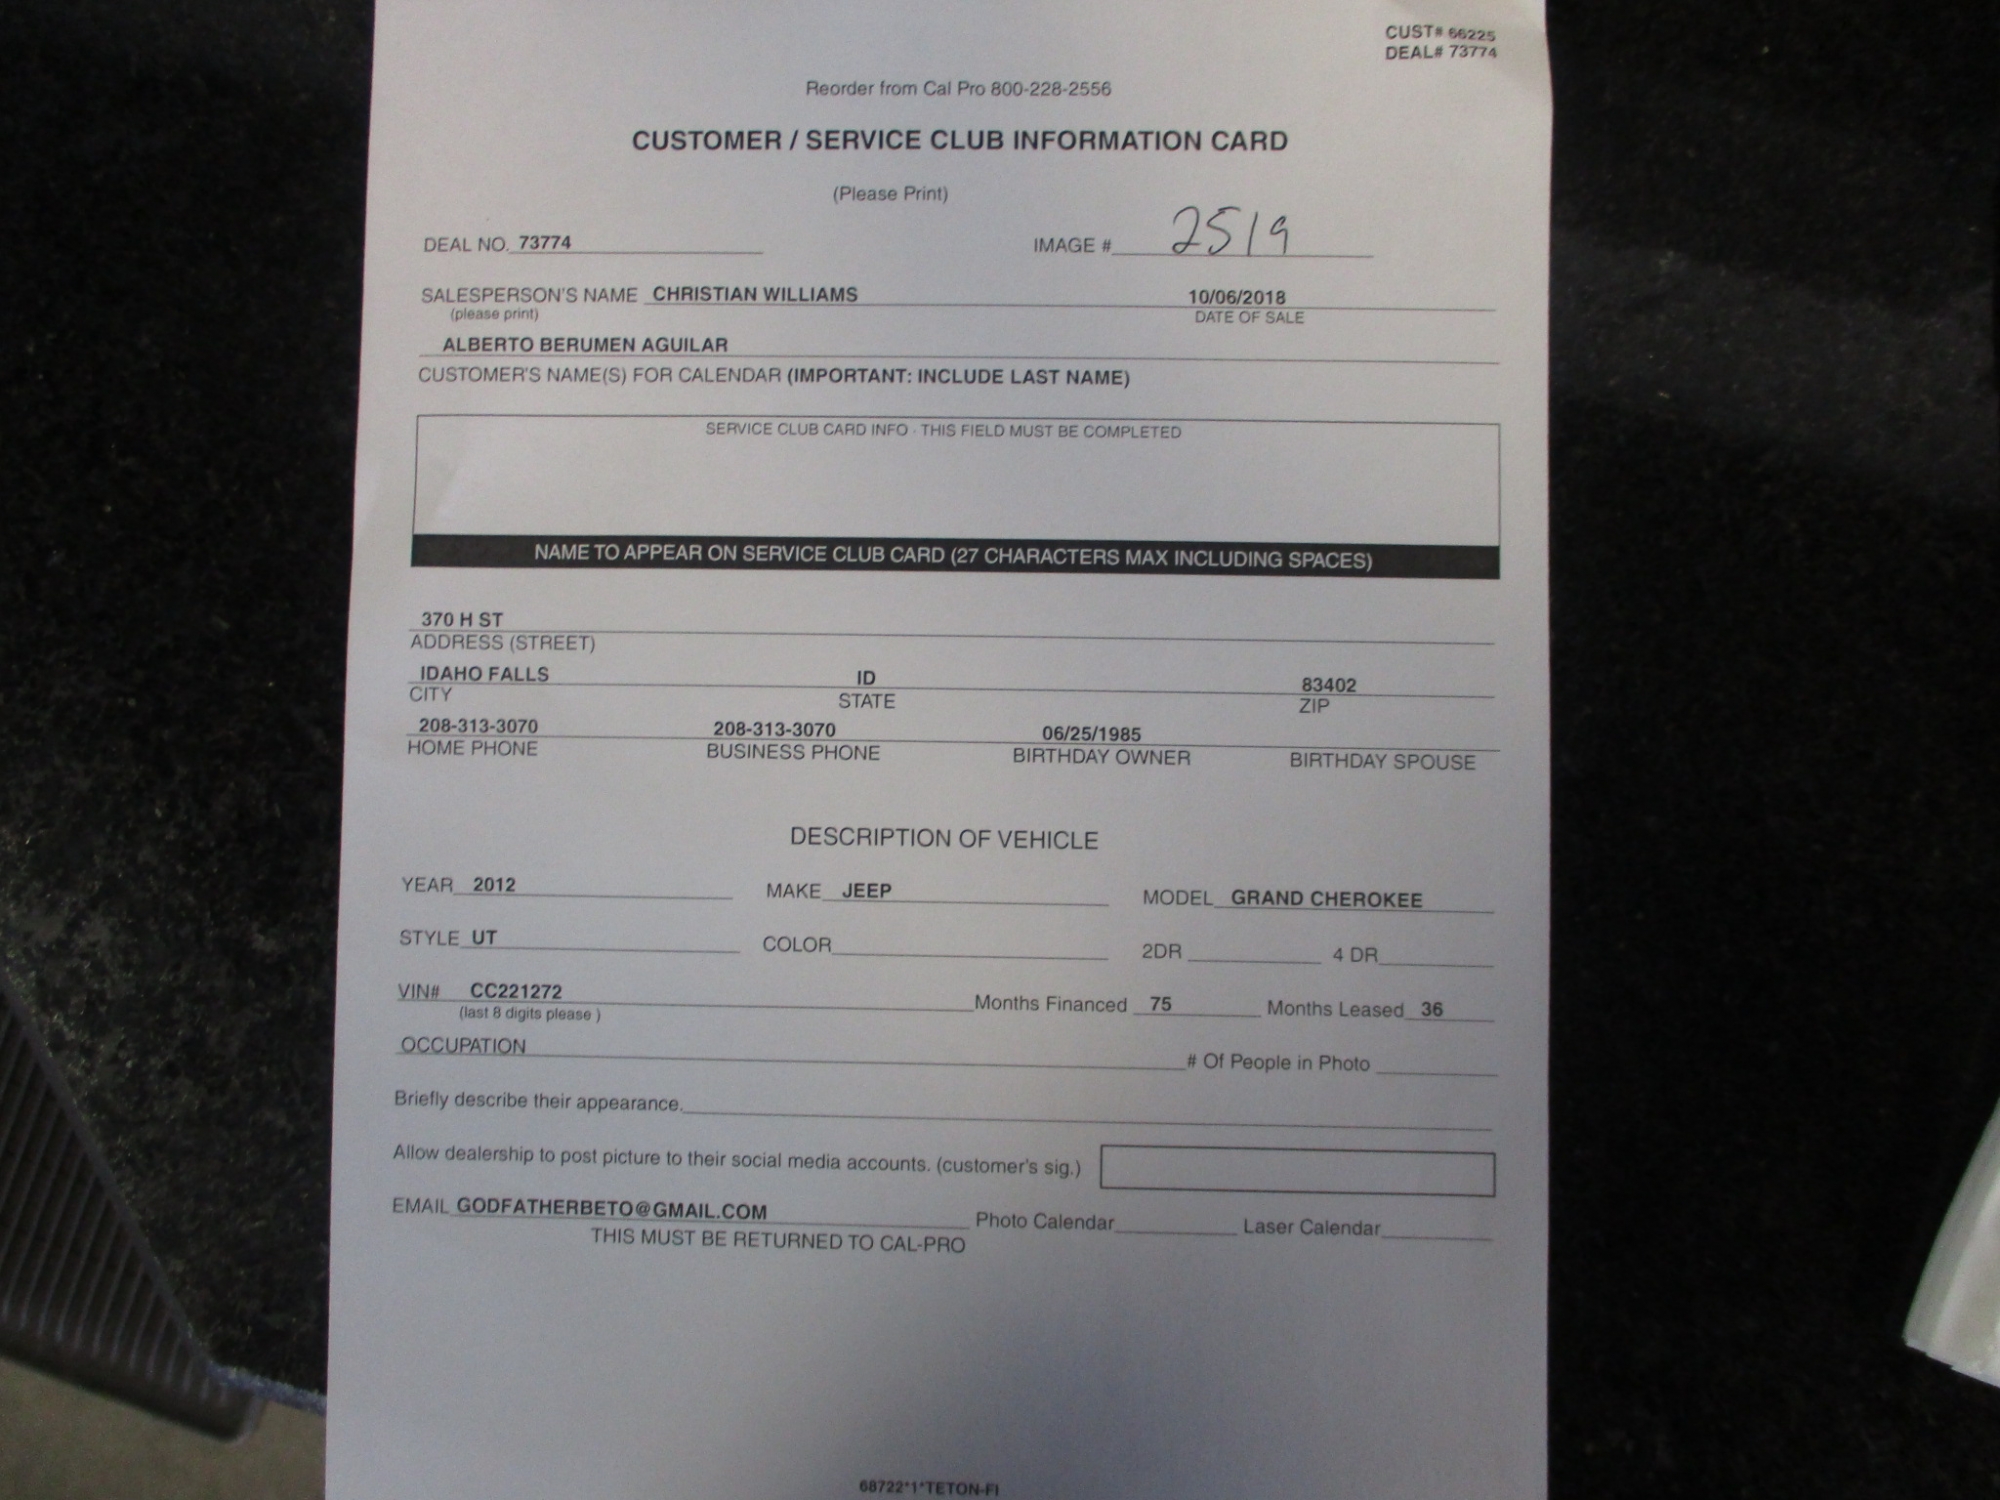 CUST# 66225
DEAL# 73774
Reorder from Cal Pro 800-228-2556
CUSTOMER / SERVICE CLUB INFORMATION CARD
(Please Print)
DEAL NO. 73774 IMAGE # 2519
SALESPERSON'S NAME CHRISTIAN WILLIAMS 10/06/2018
(please print) DATE OF SALE
ALBERTO BERUMEN AGUILAR
CUSTOMER'S NAME(S) FOR CALENDAR (IMPORTANT: INCLUDE LAST NAME)
SERVICE CLUB CARD INFO - THIS FIELD MUST BE COMPLETED
NAME TO APPEAR ON SERVICE CLUB CARD (27 CHARACTERS MAX INCLUDING SPACES)
370 H ST
ADDRESS (STREET)
IDAHO FALLS ID 83402
CITY STATE ZIP
208-313-3070 208-313-3070 06/25/1985
HOME PHONE BUSINESS PHONE BIRTHDAY OWNER BIRTHDAY SPOUSE
DESCRIPTION OF VEHICLE
YEAR 2012 MAKE JEEP MODEL GRAND CHEROKEE
STYLE UT COLOR 2DR 4 DR
VIN# CC221272 Months Financed 75 Months Leased 36
(last 8 digits please )
OCCUPATION # Of People in Photo
Briefly describe their appearance.
Allow dealership to post picture to their social media accounts. (customer's sig.)
EMAIL GODFATHERBETO@GMAIL.COM Photo Calendar Laser Calendar
THIS MUST BE RETURNED TO CAL-PRO
68722*1*TETON-FI